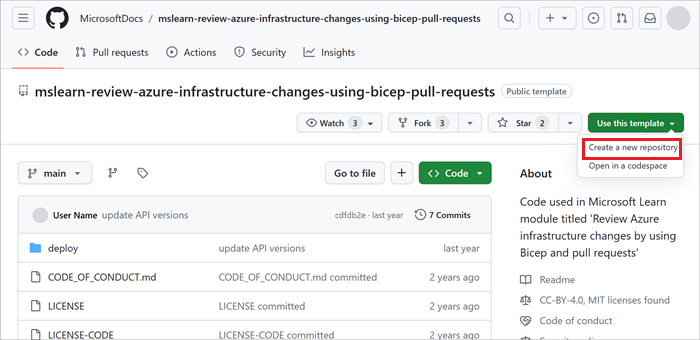 MicrosoftDocs / mslearn-review-azure-infrastructure-changes-using-bicep-pull-requests
Code Pull requests Actions Security Insights
mslearn-review-azure-infrastructure-changes-using-bicep-pull-requests Public template
Watch 3 Fork 3 Star 2 Use this template
Create a new repository
Open in a codespace
main Go to file + <> Code
About
User Name update API versions cdfdb2e · last year 7 Commits
Code used in Microsoft Learn
module titled 'Review Azure
infrastructure changes by using
Bicep and pull requests'
deploy update API versions last year
CODE_OF_CONDUCT.md CODE_OF_CONDUCT.md committed 2 years ago
LICENSE LICENSE committed 2 years ago
LICENSE-CODE LICENSE-CODE committed 2 years ago
Readme
CC-BY-4.0, MIT licenses found
Code of conduct